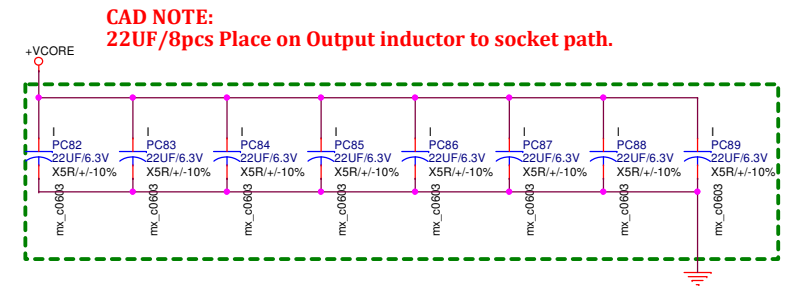 CAD NOTE:
22UF/8pcs Place on Output inductor to socket path.
+VCORE
I I I I I I I I
PC82 PC83 PC84 PC85 PC86 PC87 PC88 PC89
22UF/6.3V 22UF/6.3V 22UF/6.3V 22UF/6.3V 22UF/6.3V 22UF/6.3V 22UF/6.3V 22UF/6.3V
X5R/+/-10% X5R/+/-10% X5R/+/-10% X5R/+/-10% X5R/+/-10% X5R/+/-10% X5R/+/-10% X5R/+/-10%
mx_c0603 mx_c0603 mx_c0603 mx_c0603 mx_c0603 mx_c0603 mx_c0603 mx_c0603